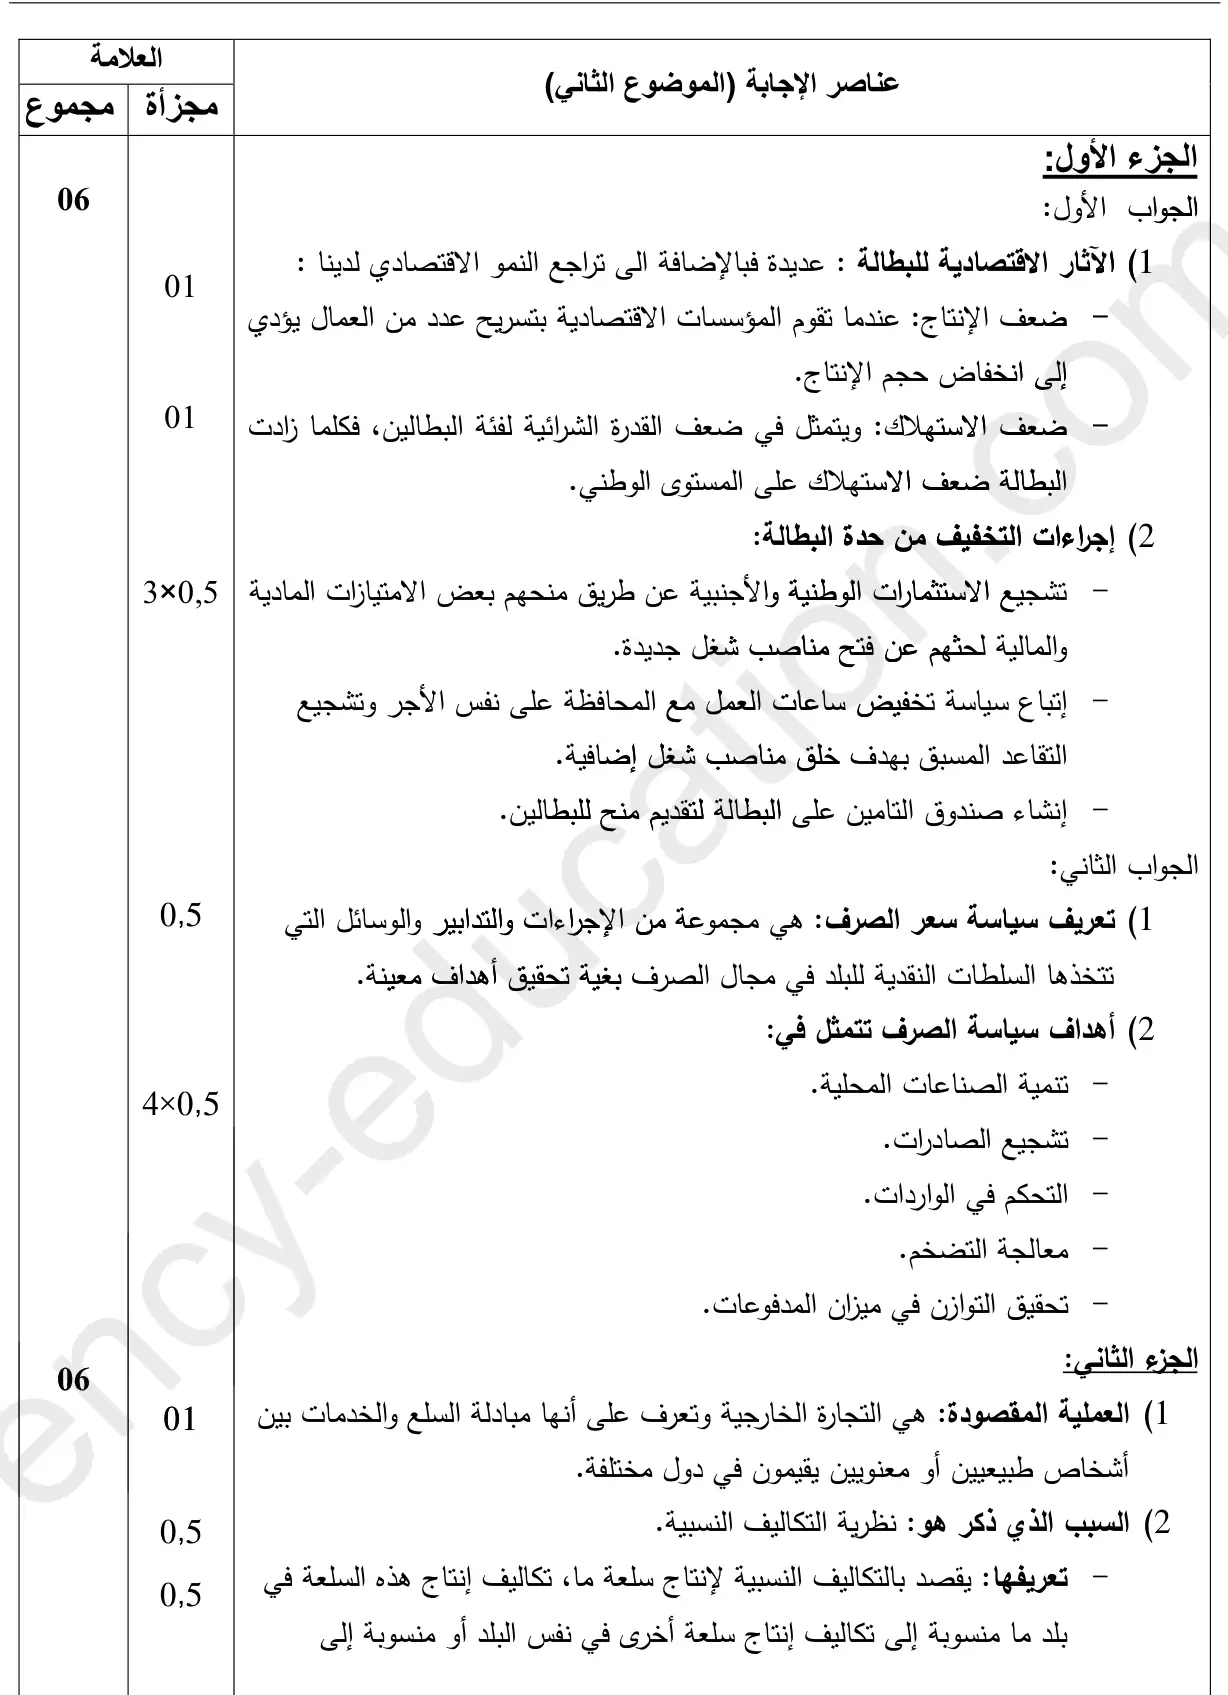 العلامة
عناصر الإجابة (الموضوع الثاني)
مجموع مجزأة
الجزء الأول:
06
الجواب الأول:
1) الآثار الاقتصادية للبطالة : عديدة فبالإضافة الى تراجع النمو الاقتصادي لدينا :
01
- ضعف الإنتاج: عندما تقوم المؤسسات الاقتصادية بتسريح عدد من العمال يؤدي
إلى انخفاض حجم الإنتاج.
01
- ضعف الاستهلاك: ويتمثل في ضعف القدرة الشرائية لفئة البطالين، فكلما زادت
البطالة ضعف الاستهلاك على المستوى الوطني.
2) إجراءات التخفيف من حدة البطالة:
3×0,5
- تشجيع الاستثمارات الوطنية والأجنبية عن طريق منحهم بعض الامتيازات المادية
والمالية لحثهم عن فتح مناصب شغل جديدة.
- إتباع سياسة تخفيض ساعات العمل مع المحافظة على نفس الأجر وتشجيع
التقاعد المسبق بهدف خلق مناصب شغل إضافية.
- إنشاء صندوق التامين على البطالة لتقديم منح للبطالين.
الجواب الثاني:
0,5
1) تعريف سياسة سعر الصرف: هي مجموعة من الإجراءات والتدابير والوسائل التي
تتخذها السلطات النقدية للبلد في مجال الصرف بغية تحقيق أهداف معينة.
2) أهداف سياسة الصرف تتمثل في:
- تنمية الصناعات المحلية.
4×0,5
- تشجيع الصادرات.
- التحكم في الواردات.
- معالجة التضخم.
- تحقيق التوازن في ميزان المدفوعات.
الجزء الثاني:
06
01
1) العملية المقصودة: هي التجارة الخارجية وتعرف على أنها مبادلة السلع والخدمات بين
أشخاص طبيعيين أو معنويين يقيمون في دول مختلفة.
0,5
2) السبب الذي ذكر هو: نظرية التكاليف النسبية.
0,5
- تعريفها: يقصد بالتكاليف النسبية لإنتاج سلعة ما، تكاليف إنتاج هذه السلعة في
بلد ما منسوبة إلى تكاليف إنتاج سلعة أخرى في نفس البلد أو منسوبة إلى
ency-education.com